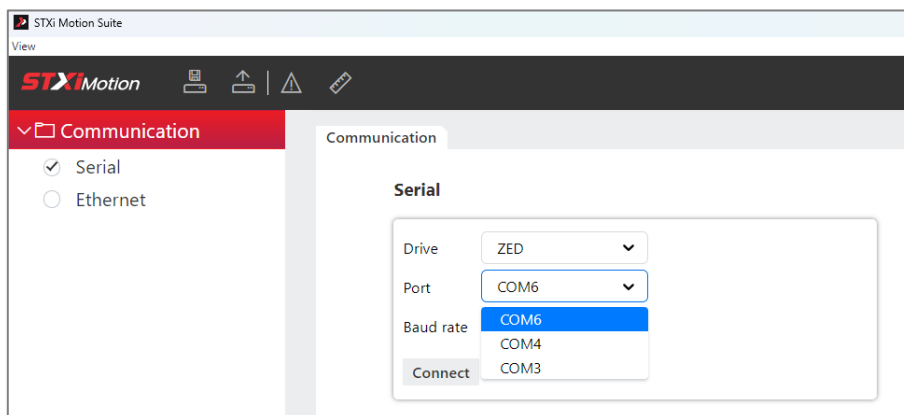 STXi Motion Suite
View
STXiMotion
Communication
Serial
Ethernet
Communication
Serial
Drive ZED
Port COM6
Baud rate
COM6
COM4
COM3
Connect